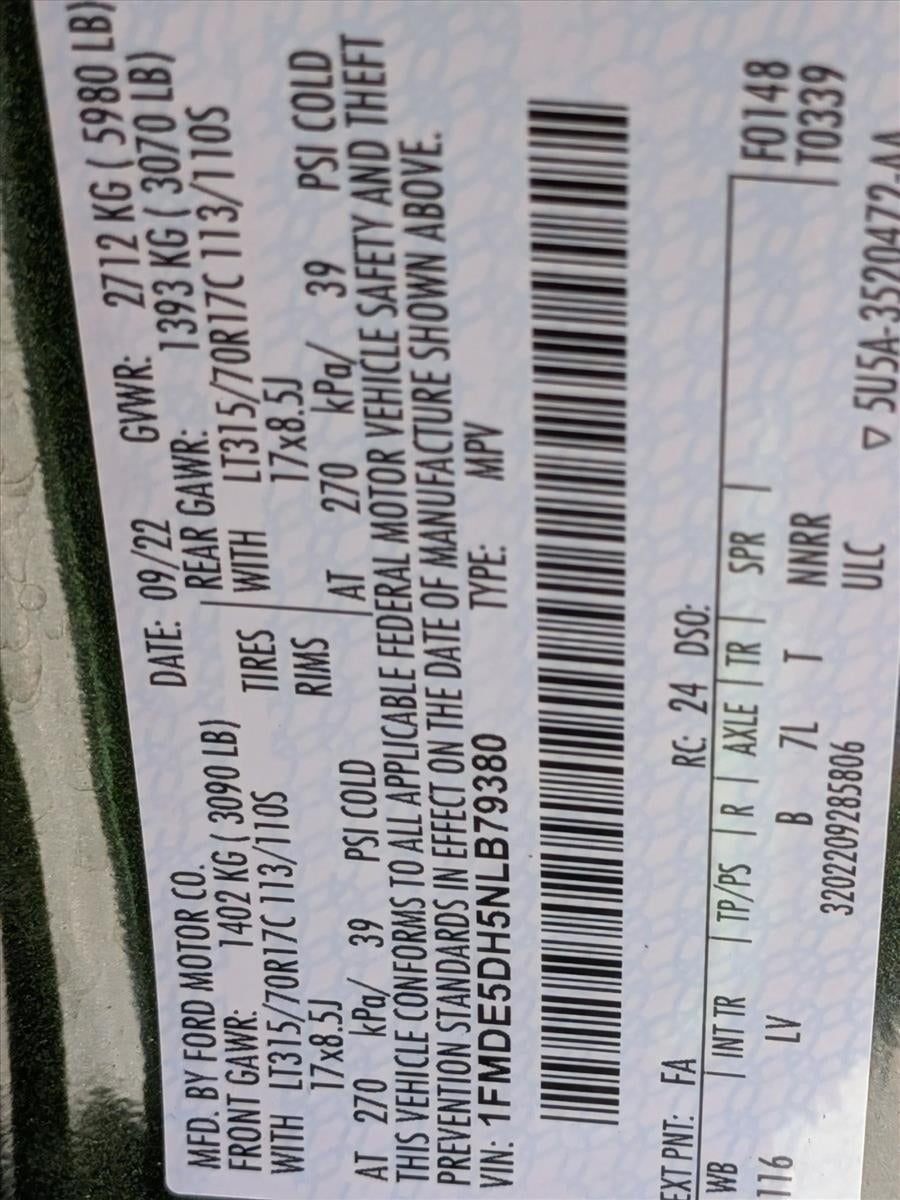 MFD. BY FORD MOTOR CO. DATE: 09/22 GVWR: 2712 KG ( 5980 LB)
FRONT GAWR: 1402 KG ( 3090 LB) REAR GAWR: 1393 KG ( 3070 LB)
WITH LT315/70R17C 113/110S TIRES WITH LT315/70R17C 113/110S
17x8.5J RIMS 17x8.5J
AT 270 kPa/ 39 PSI COLD AT 270 kPa/ 39 PSI COLD
THIS VEHICLE CONFORMS TO ALL APPLICABLE FEDERAL MOTOR VEHICLE SAFETY AND THEFT
PREVENTION STANDARDS IN EFFECT ON THE DATE OF MANUFACTURE SHOWN ABOVE.
VIN: 1FMDE5DH5NLB79380 TYPE: MPV
EXT PNT: FA RC: 24 DSO:
WB | INT TR | TP/PS | R | AXLE | TR | SPR | F0148
116 LV B 7L T NNRR T0339
3202209285806 ULC
▽ 5U5A-3520472-AA